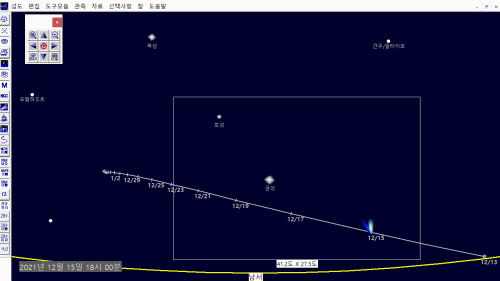 성도 편집 도구모음 관측 자료 선택사항 창 도움말
목성
견우/알타이르
포말하우트
토성
금성
1/2
12/29
12/25
12/23
12/21
12/19
12/17
12/15
12/13
41.2도 X 27.5도
2021년 12월 15일 18시 00분
남서